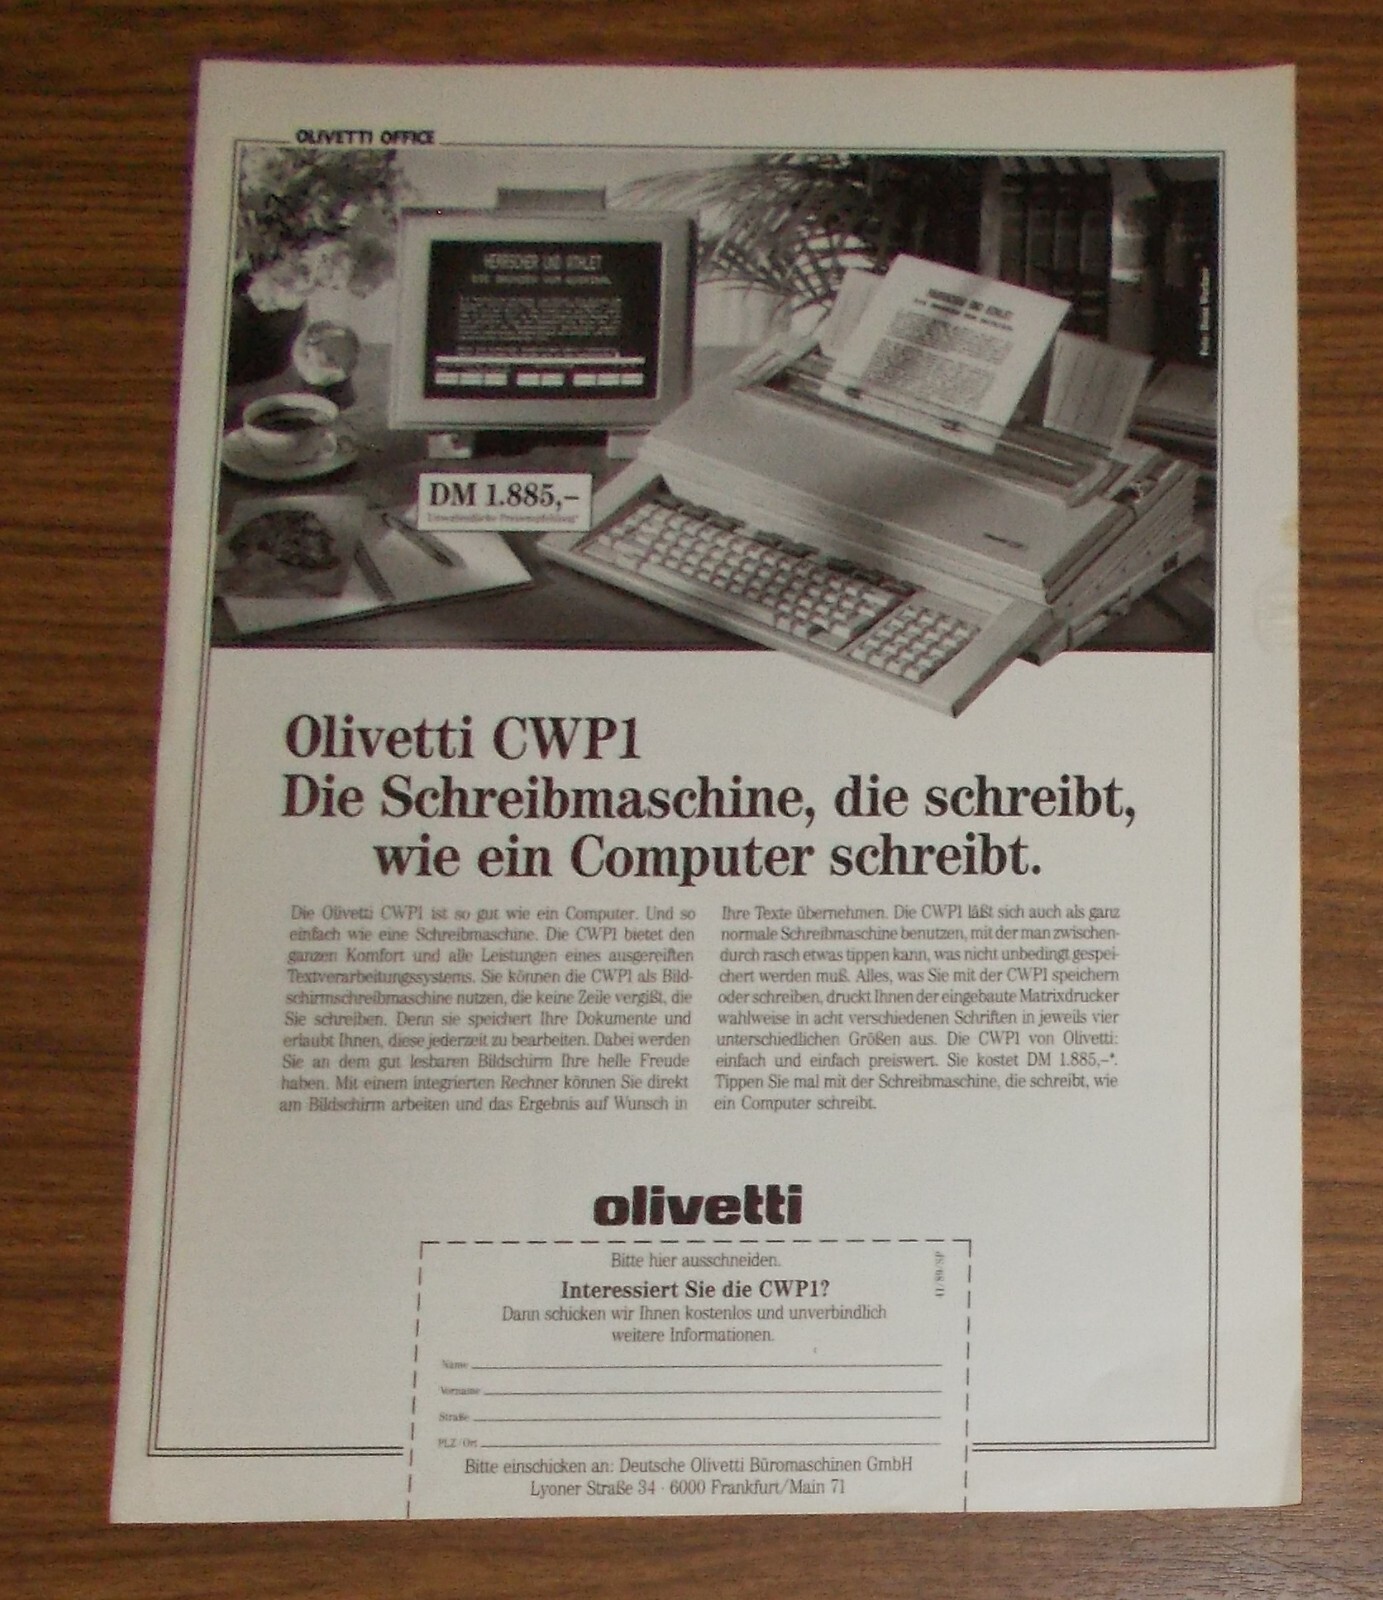 OLIVETTI OFFICE
HERRSCHER UND ATHLET
DM 1.885,–
Unverbindliche Preisempfehlung*
Olivetti CWP1
Die Schreibmaschine, die schreibt,
wie ein Computer schreibt.
Die Olivetti CWP1 ist so gut wie ein Computer. Und so
einfach wie eine Schreibmaschine. Die CWP1 bietet den
ganzen Komfort und alle Leistungen eines ausgereiften
Textverarbeitungssystems. Sie können die CWP1 als Bild-
schirmschreibmaschine nutzen, die keine Zeile vergißt, die
Sie schreiben. Denn sie speichert Ihre Dokumente und
erlaubt Ihnen, diese jederzeit zu bearbeiten. Dabei werden
Sie an dem gut lesbaren Bildschirm Ihre helle Freude
haben. Mit einem integrierten Rechner können Sie direkt
am Bildschirm arbeiten und das Ergebnis auf Wunsch in
Ihre Texte übernehmen. Die CWP1 läßt sich auch als ganz
normale Schreibmaschine benutzen, mit der man zwischen-
durch rasch etwas tippen kann, was nicht unbedingt gespei-
chert werden muß. Alles, was Sie mit der CWP1 speichern
oder schreiben, druckt Ihnen der eingebaute Matrixdrucker
wahlweise in acht verschiedenen Schriften in jeweils vier
unterschiedlichen Größen aus. Die CWP1 von Olivetti:
einfach und einfach preiswert. Sie kostet DM 1.885,–*.
Tippen Sie mal mit der Schreibmaschine, die schreibt, wie
ein Computer schreibt.
olivetti
Bitte hier ausschneiden.
Interessiert Sie die CWP1?
Dann schicken wir Ihnen kostenlos und unverbindlich
weitere Informationen.
Name
Vorname
Straße
PLZ/Ort
Bitte einschicken an: Deutsche Olivetti Büromaschinen GmbH
Lyoner Straße 34 · 6000 Frankfurt/Main 71